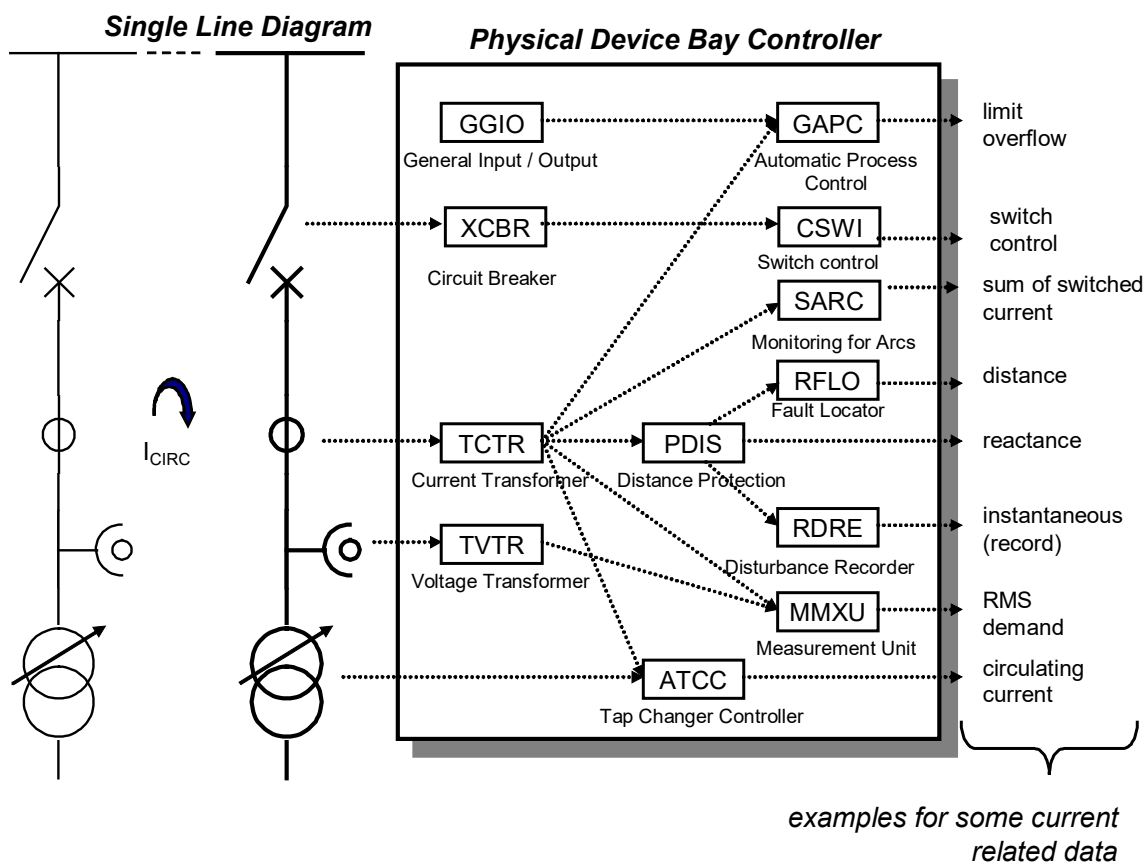 Single Line Diagram
Physical Device Bay Controller
GGIO
General Input / Output
GAPC
Automatic Process
Control
limit
overflow
XCBR
Circuit Breaker
CSWI
Switch control
switch
control
SARC
Monitoring for Arcs
sum of switched
current
RFLO
Fault Locator
distance
ICIRC
TCTR
Current Transformer
PDIS
Distance Protection
reactance
TVTR
Voltage Transformer
RDRE
Disturbance Recorder
instantaneous
(record)
MMXU
Measurement Unit
RMS
demand
ATCC
Tap Changer Controller
circulating
current
examples for some current
related data